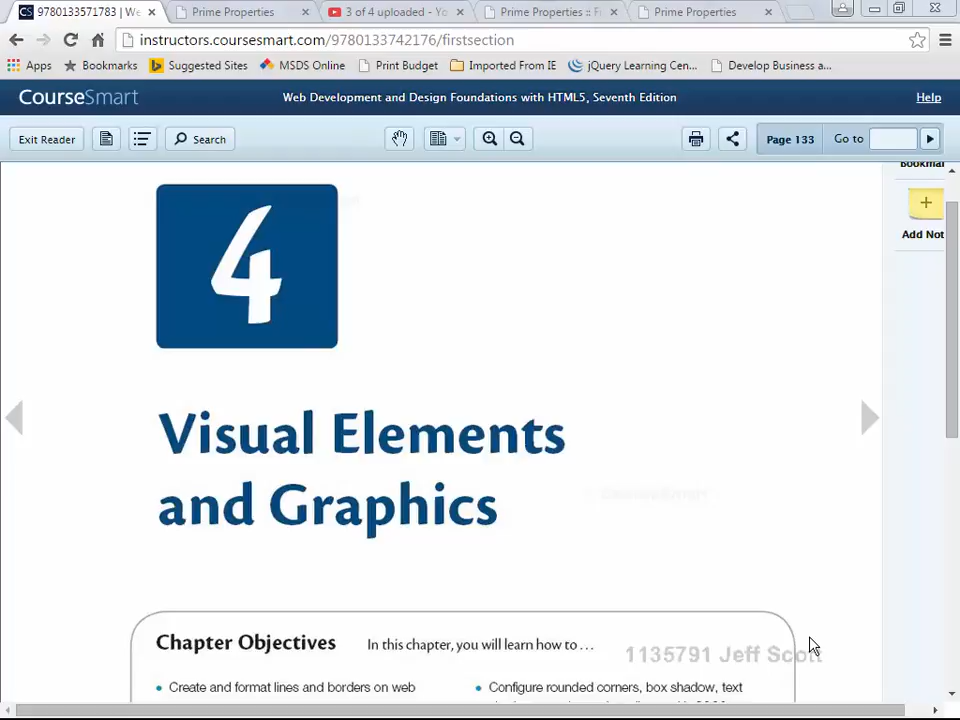 9780133571783 | We
Prime Properties
3 of 4 uploaded - Yo
Prime Properties :: F
Prime Properties
instructors.coursesmart.com/9780133742176/firstsection
Apps
Bookmarks
Suggested Sites
MSDS Online
Print Budget
Imported From IE
jQuery Learning Cen...
Develop Business a...
CourseSmart
Web Development and Design Foundations with HTML5, Seventh Edition
Help
Exit Reader
Search
Page 133
Go to
Bookmar
Add Not
4
Visual Elements
and Graphics
Chapter Objectives In this chapter, you will learn how to ...
1135791 Jeff Scott
• Create and format lines and borders on web
• Configure rounded corners, box shadow, text